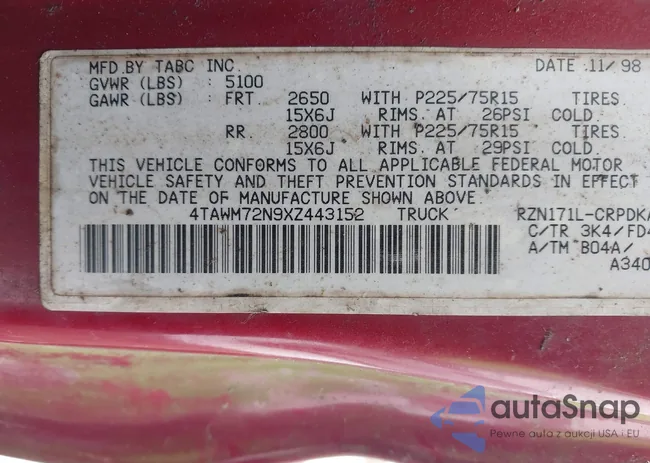 MFD.BY TABC INC. DATE 11/98
GVWR (LBS) : 5100
GAWR (LBS) : FRT. 2650 WITH P225/75R15 TIRES.
15X6J RIMS. AT 26PSI COLD.
RR. 2800 WITH P225/75R15 TIRES.
15X6J RIMS. AT 29PSI COLD.
THIS VEHICLE CONFORMS TO ALL APPLICABLE FEDERAL MOTOR
VEHICLE SAFETY AND THEFT PREVENTION STANDARDS IN EFFECT
ON THE DATE OF MANUFACTURE SHOWN ABOVE.
4TAWM72N9XZ443152 TRUCK RZN171L-CRPDKA
C/TR 3K4/FD4
A/TM B04A/
A340
autoSnap
Pewne auta z aukcji USA i EU